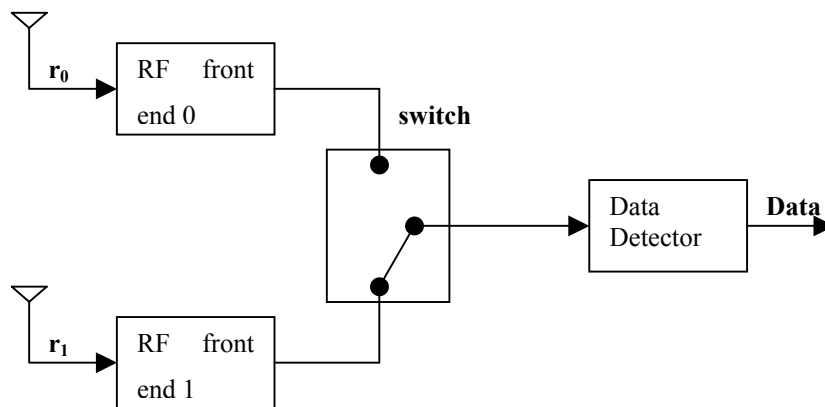 r₀
RF front
end 0
switch
Data
Detector
Data
r₁
RF front
end 1